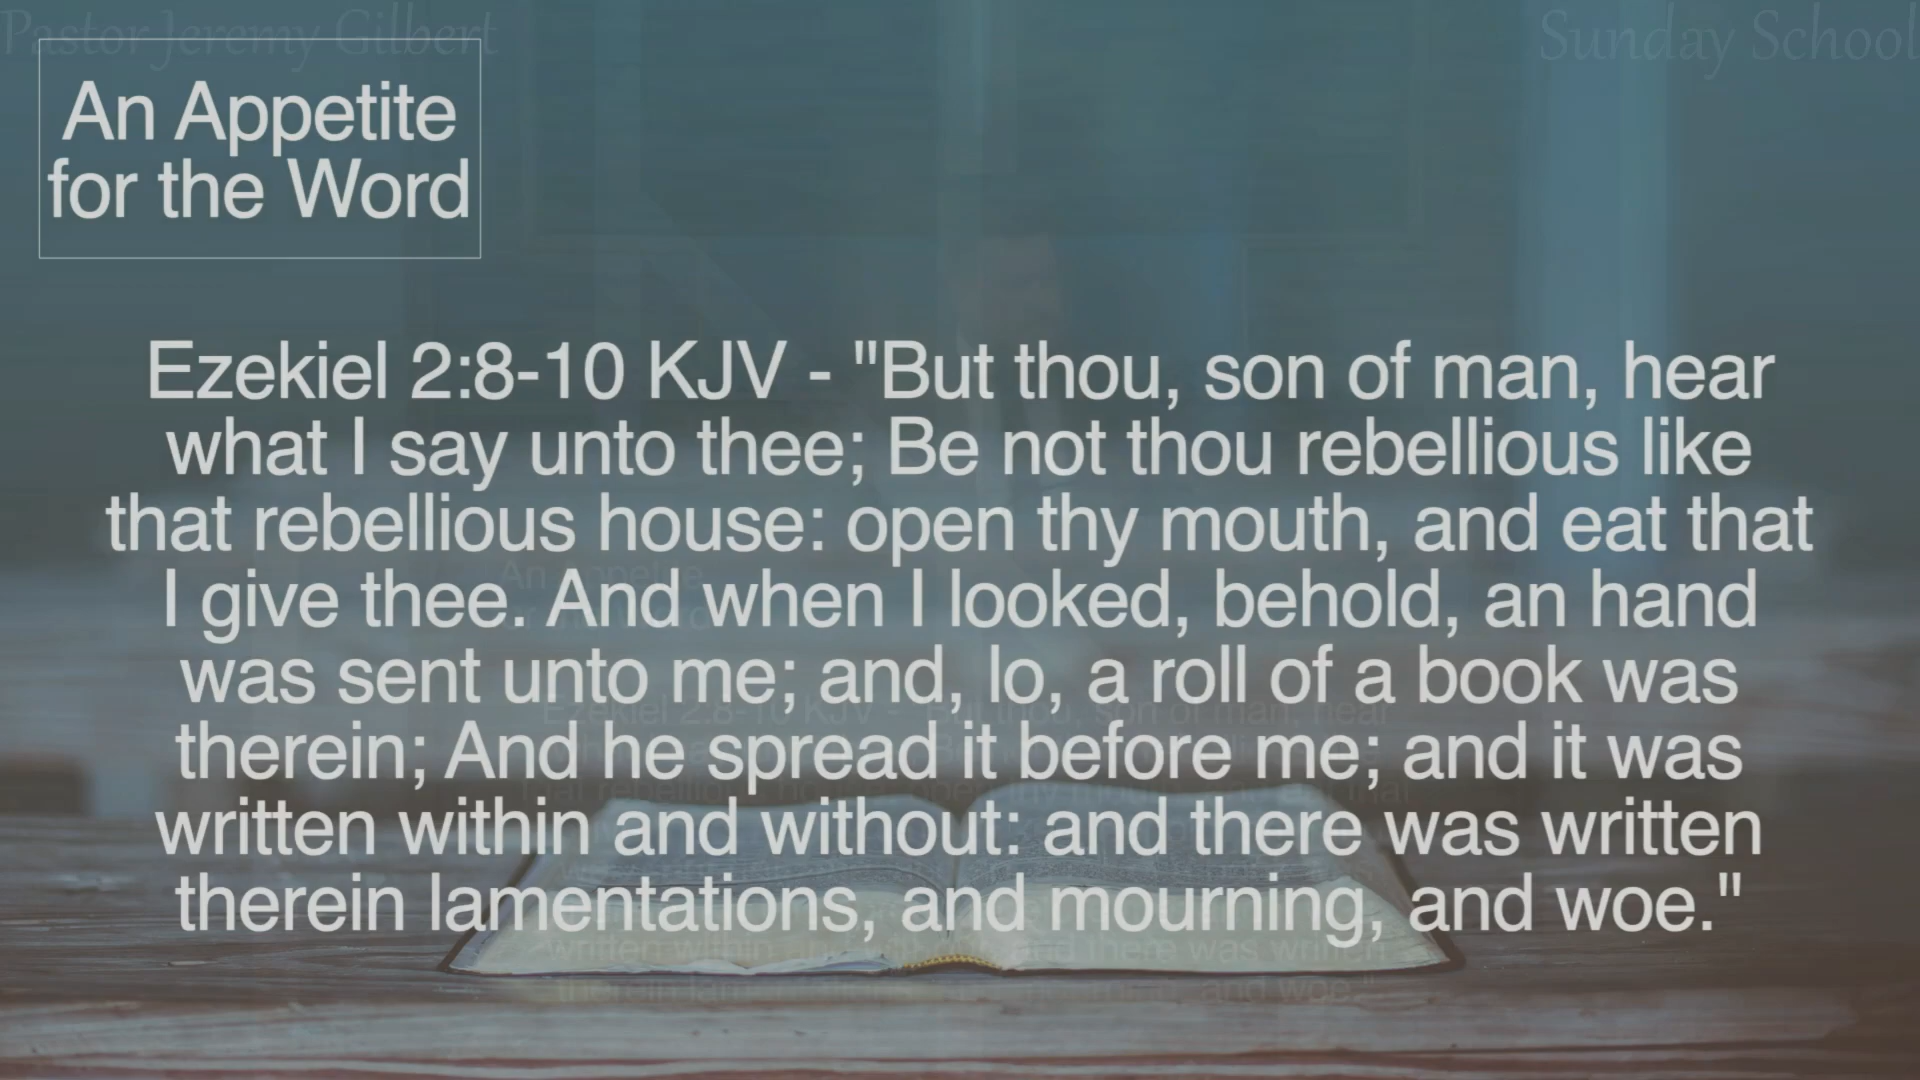 Pastor Jeremy Gilbert
Sunday School
An Appetite
for the Word
Ezekiel 2:8-10 KJV - "But thou, son of man, hear
what I say unto thee; Be not thou rebellious like
that rebellious house: open thy mouth, and eat that
I give thee. And when I looked, behold, an hand
was sent unto me; and, lo, a roll of a book was
therein; And he spread it before me; and it was
written within and without: and there was written
therein lamentations, and mourning, and woe."